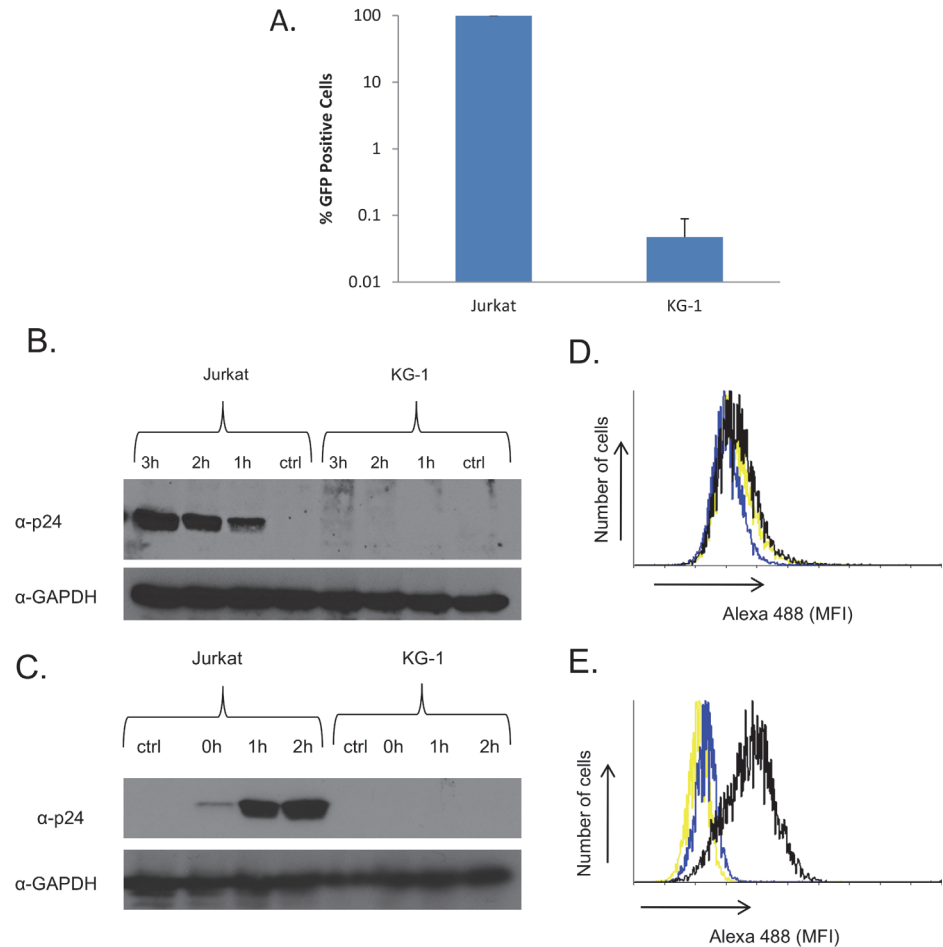 A.
% GFP Positive Cells
100
10
1
0.1
0.01
Jurkat KG-1
B.
Jurkat KG-1
3h 2h 1h ctrl 3h 2h 1h ctrl
α-p24
α-GAPDH
C.
Jurkat KG-1
ctrl 0h 1h 2h ctrl 0h 1h 2h
α-p24
α-GAPDH
D.
Number of cells
Alexa 488 (MFI)
E.
Number of cells
Alexa 488 (MFI)